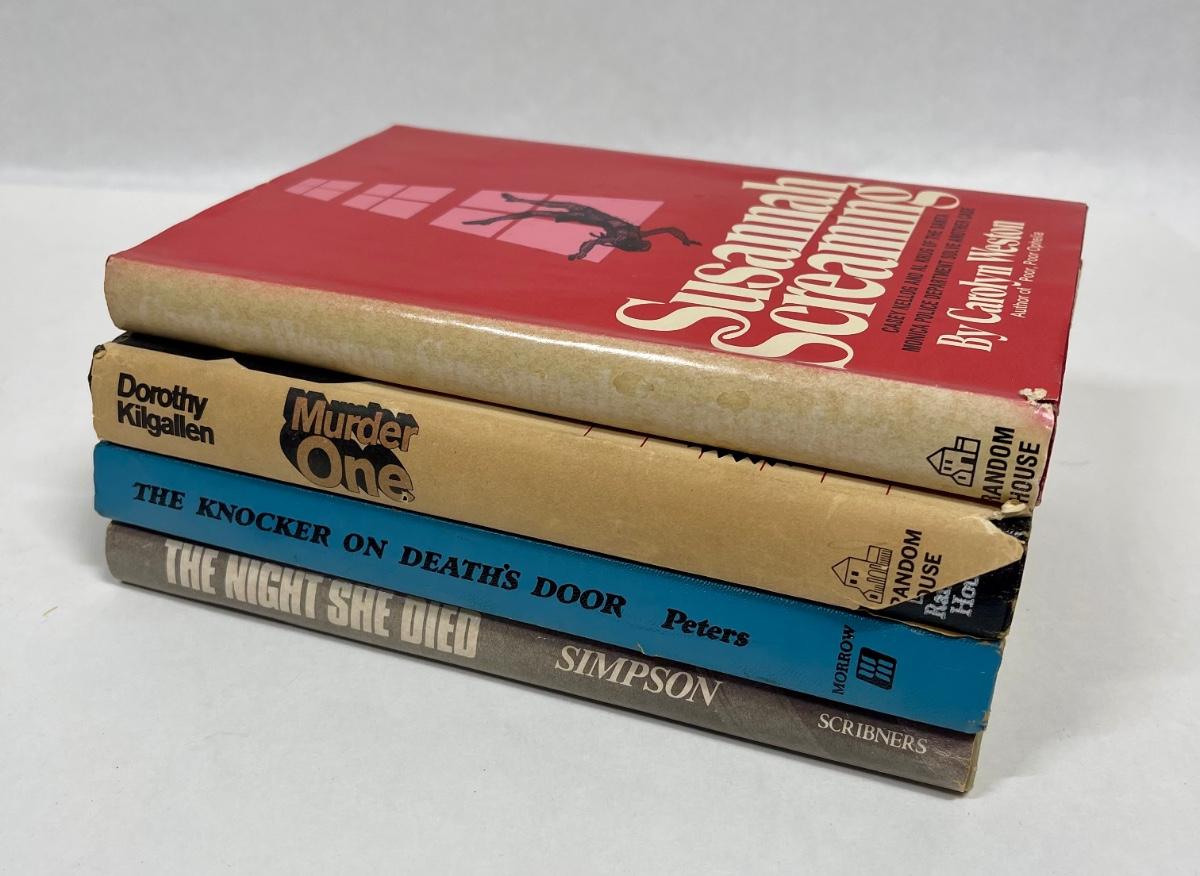 Susannah
Screaming
CASEY KELLOG AND AL KRUG OF THE SANTA
MONICA POLICE DEPARTMENT SOLVE ANOTHER CASE
By Carolyn Weston
Author of Poor, Poor Ophelia
RANDOM
HOUSE
Dorothy
Kilgallen
Murder
One
RANDOM
HOUSE
THE KNOCKER ON DEATH'S DOOR Peters
MORROW
THE NIGHT SHE DIED
SIMPSON
SCRIBNERS